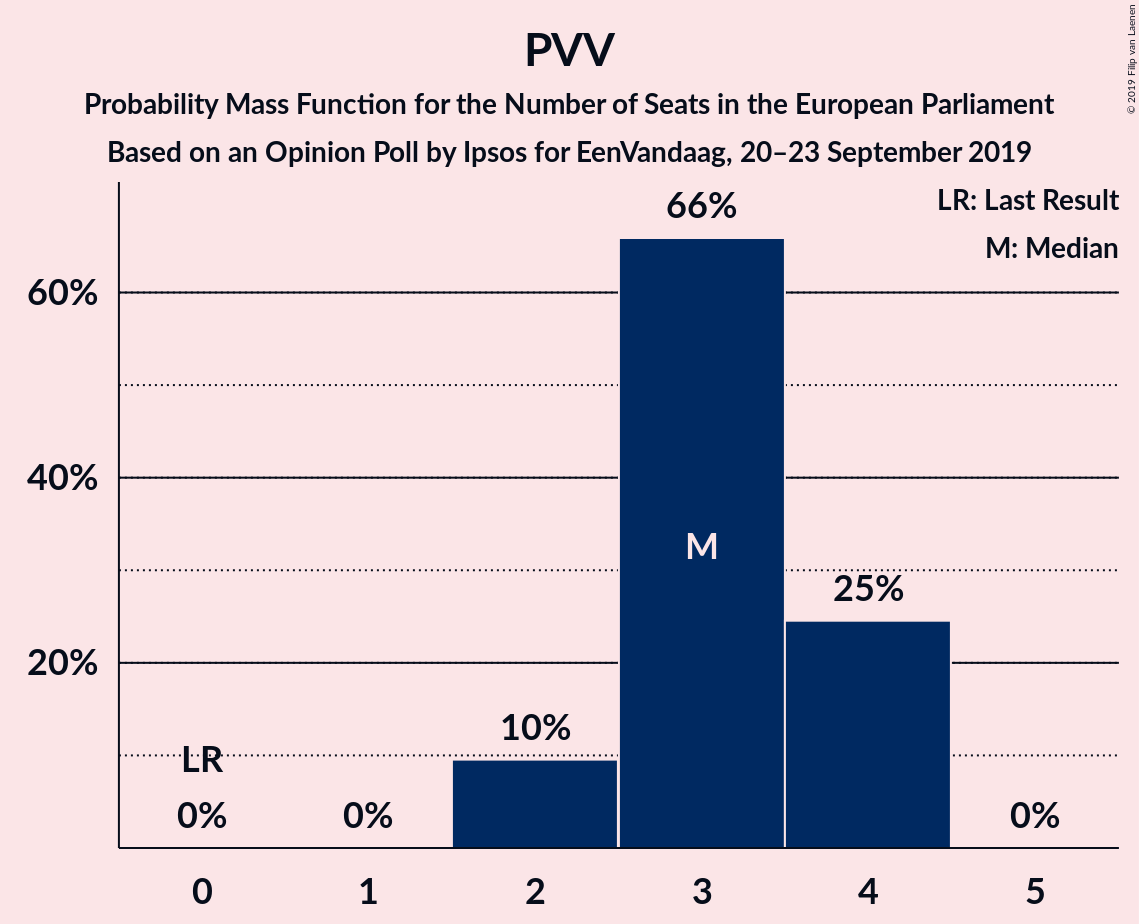 PVV
Probability Mass Function for the Number of Seats in the European Parliament
Based on an Opinion Poll by Ipsos for EenVandaag, 20–23 September 2019
© 2019 Filip van Laenen
LR: Last Result
M: Median
66%
60%
40%
M
25%
20%
10%
LR
0%
0%
0%
0
1
2
3
4
5